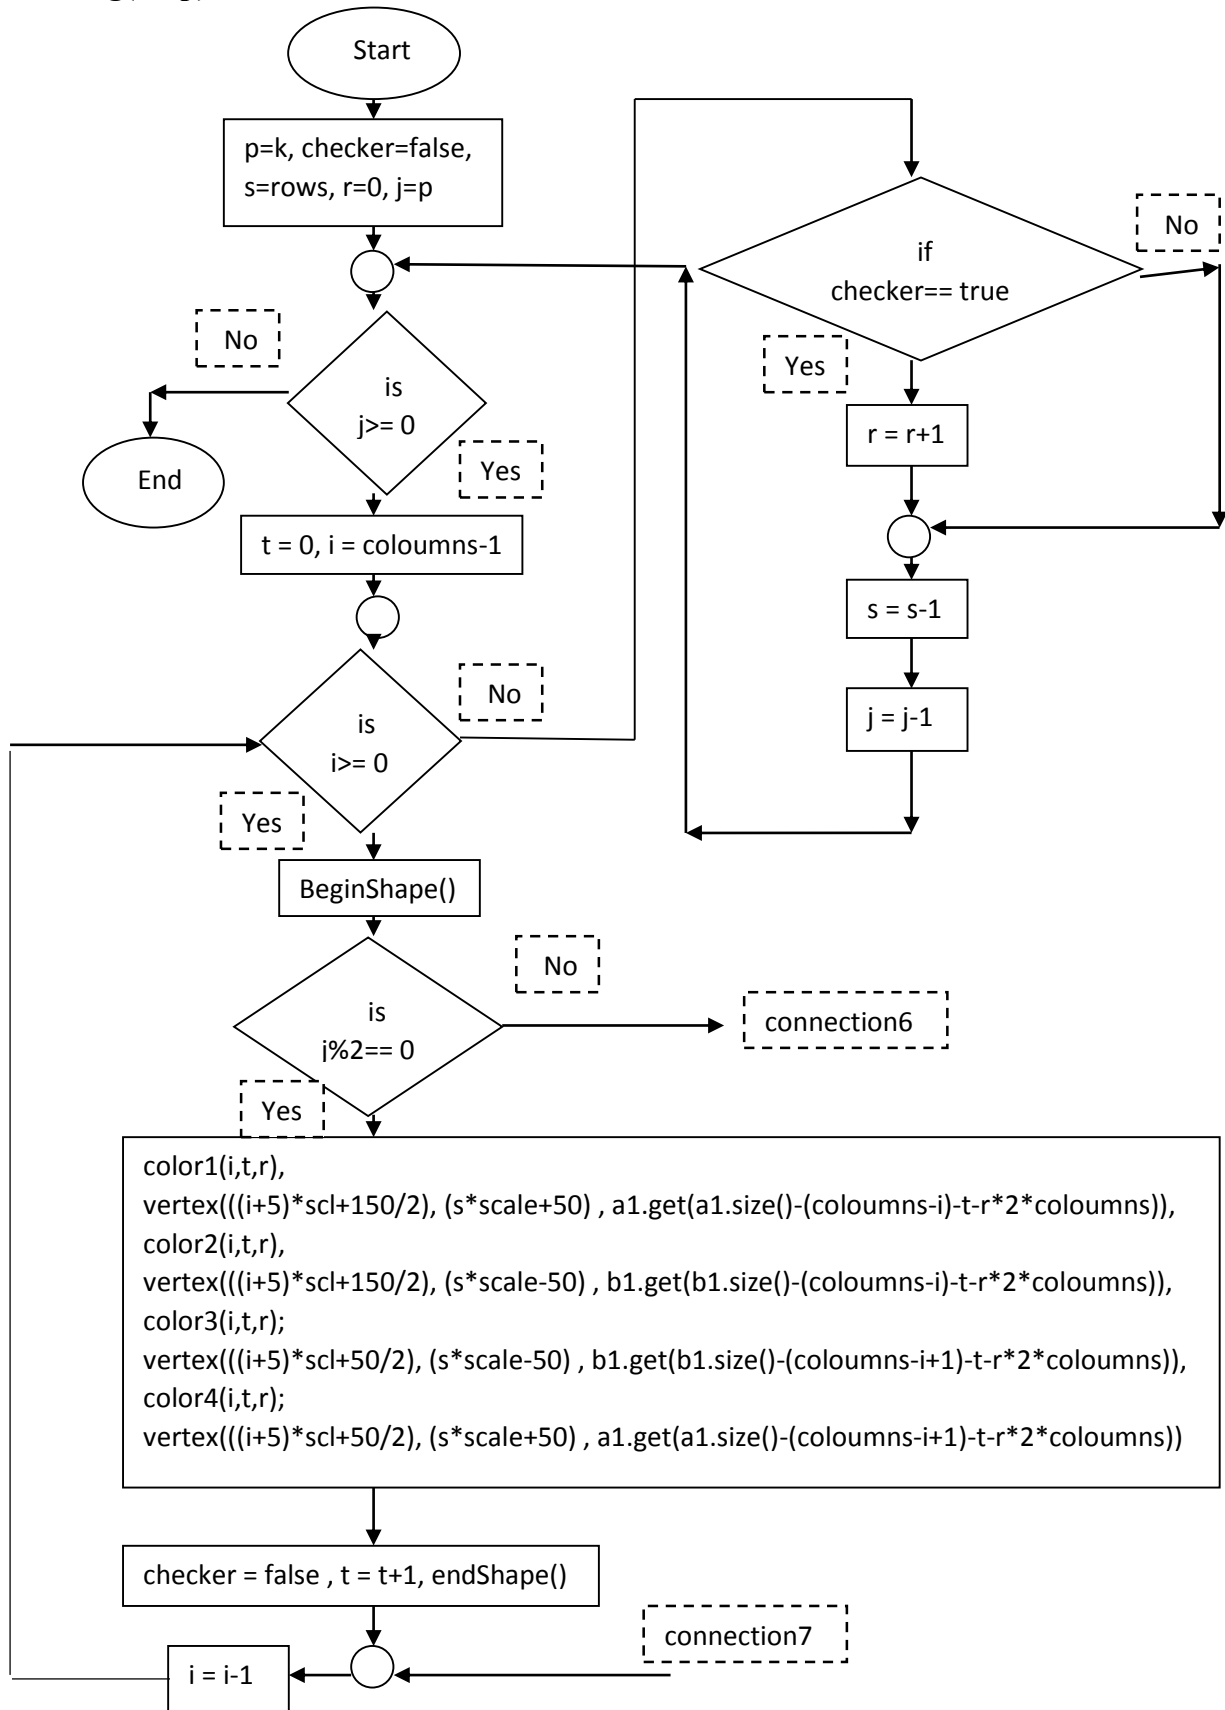 Start
p=k, checker=false,
s=rows, r=0, j=p
No
is
j>= 0
Yes
End
t = 0, i = coloumns-1
is
i>= 0
No
Yes
if
checker== true
No
Yes
r = r+1
s = s-1
j = j-1
BeginShape()
is
j%2== 0
No
connection6
Yes
color1(i,t,r),
vertex(((i+5)*scl+150/2), (s*scale+50) , a1.get(a1.size()-(coloumns-i)-t-r*2*coloumns)),
color2(i,t,r),
vertex(((i+5)*scl+150/2), (s*scale-50) , b1.get(b1.size()-(coloumns-i)-t-r*2*coloumns)),
color3(i,t,r);
vertex(((i+5)*scl+50/2), (s*scale-50) , b1.get(b1.size()-(coloumns-i+1)-t-r*2*coloumns)),
color4(i,t,r);
vertex(((i+5)*scl+50/2), (s*scale+50) , a1.get(a1.size()-(coloumns-i+1)-t-r*2*coloumns))
checker = false , t = t+1, endShape()
connection7
i = i-1